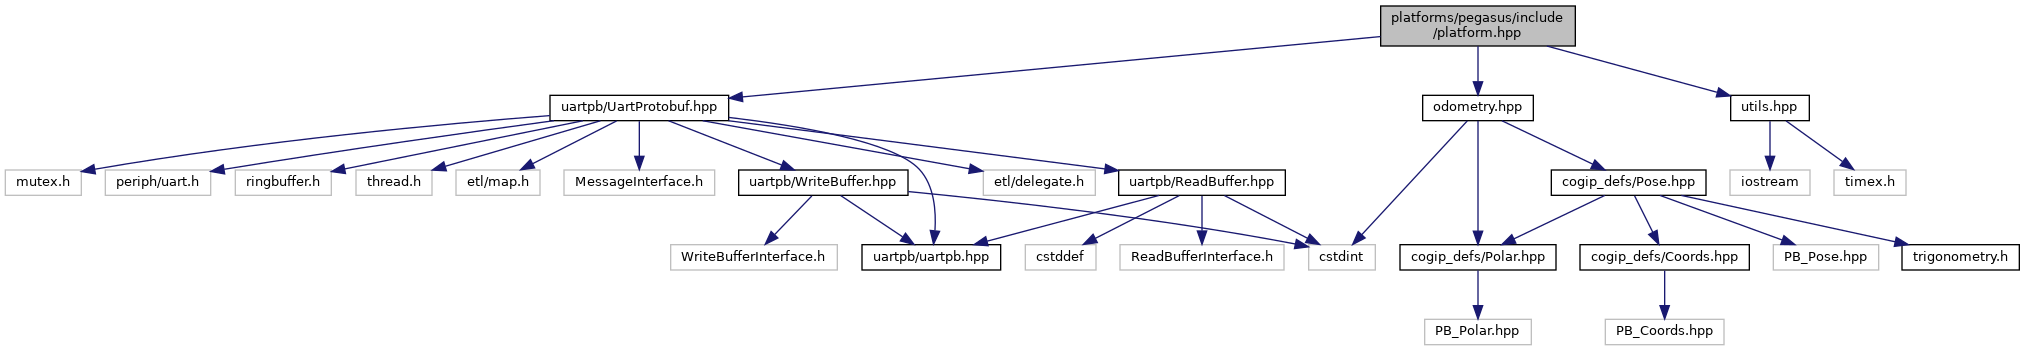 platforms/pegasus/include
/platform.hpp
uartpb/UartProtobuf.hpp
odometry.hpp
utils.hpp
mutex.h
periph/uart.h
ringbuffer.h
thread.h
etl/map.h
MessageInterface.h
uartpb/WriteBuffer.hpp
etl/delegate.h
uartpb/ReadBuffer.hpp
cogip_defs/Pose.hpp
iostream
timex.h
WriteBufferInterface.h
uartpb/uartpb.hpp
cstddef
ReadBufferInterface.h
cstdint
cogip_defs/Polar.hpp
cogip_defs/Coords.hpp
PB_Pose.hpp
trigonometry.h
PB_Polar.hpp
PB_Coords.hpp